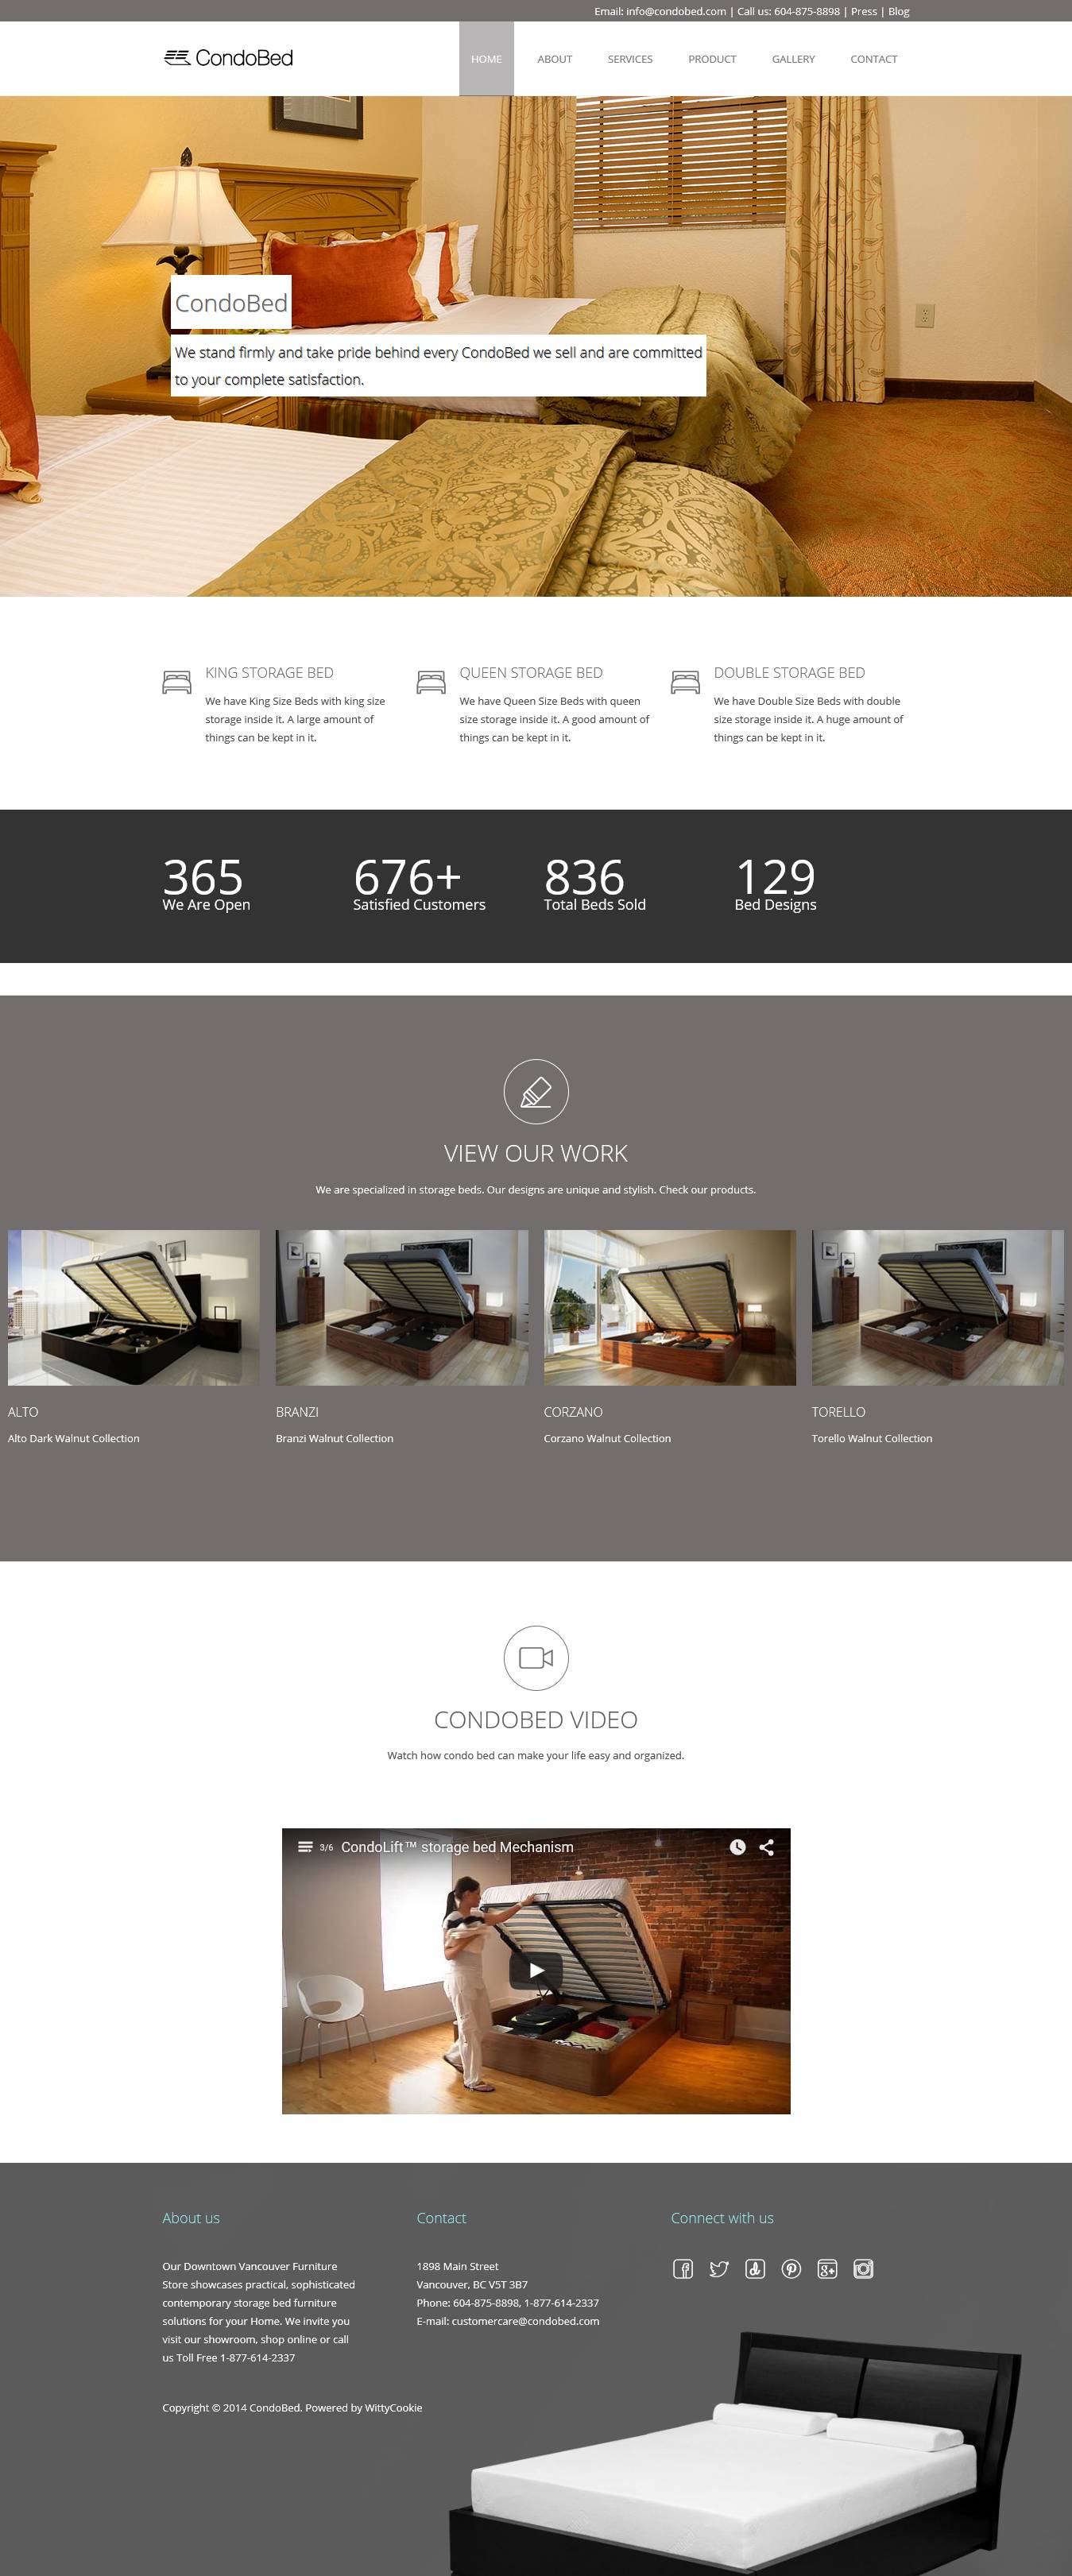 Email: info@condobed.com | Call us: 604-875-8898 | Press | Blog
CondoBed
HOME ABOUT SERVICES PRODUCT GALLERY CONTACT
CondoBed
We stand firmly and take pride behind every CondoBed we sell and are committed
to your complete satisfaction.
KING STORAGE BED
We have King Size Beds with king size
storage inside it. A large amount of
things can be kept in it.
QUEEN STORAGE BED
We have Queen Size Beds with queen
size storage inside it. A good amount of
things can be kept in it.
DOUBLE STORAGE BED
We have Double Size Beds with double
size storage inside it. A huge amount of
things can be kept in it.
365
We Are Open
676+
Satisfied Customers
836
Total Beds Sold
129
Bed Designs
VIEW OUR WORK
We are specialized in storage beds. Our designs are unique and stylish. Check our products.
ALTO
Alto Dark Walnut Collection
BRANZI
Branzi Walnut Collection
CORZANO
Corzano Walnut Collection
TORELLO
Torello Walnut Collection
CONDOBED VIDEO
Watch how condo bed can make your life easy and organized.
3/6 CondoLift™ storage bed Mechanism
About us
Our Downtown Vancouver Furniture
Store showcases practical, sophisticated
contemporary storage bed furniture
solutions for your Home. We invite you
visit our showroom, shop online or call
us Toll Free 1-877-614-2337
Contact
1898 Main Street
Vancouver, BC V5T 3B7
Phone: 604-875-8898, 1-877-614-2337
E-mail: customercare@condobed.com
Connect with us
Copyright © 2014 CondoBed. Powered by WittyCookie